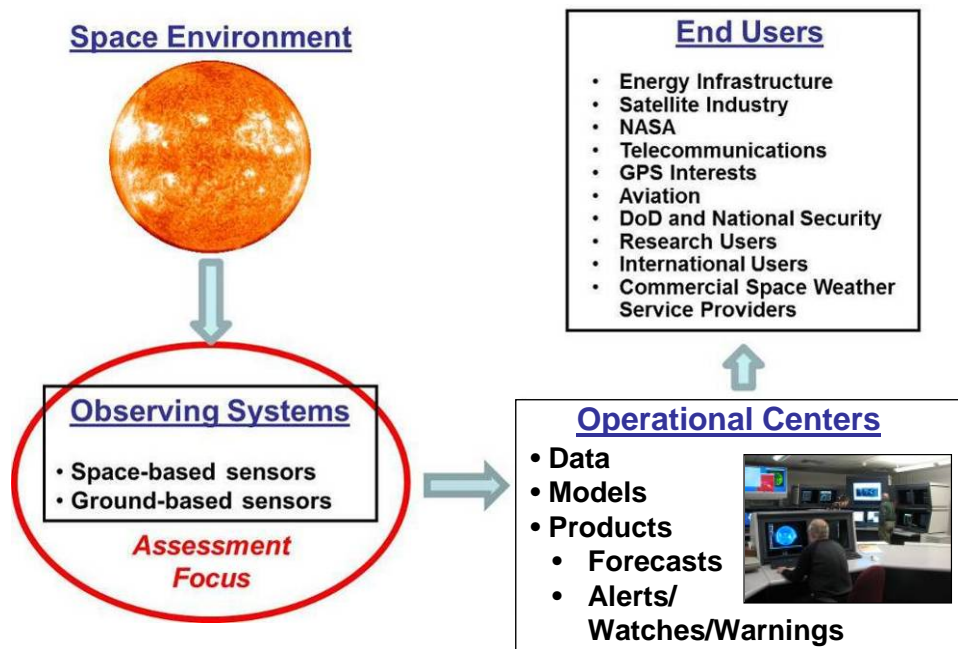 Space Environment
Observing Systems
• Space-based sensors
• Ground-based sensors
Assessment
Focus
Operational Centers
• Data
• Models
• Products
• Forecasts
• Alerts/
Watches/Warnings
End Users
• Energy Infrastructure
• Satellite Industry
• NASA
• Telecommunications
• GPS Interests
• Aviation
• DoD and National Security
• Research Users
• International Users
• Commercial Space Weather
Service Providers